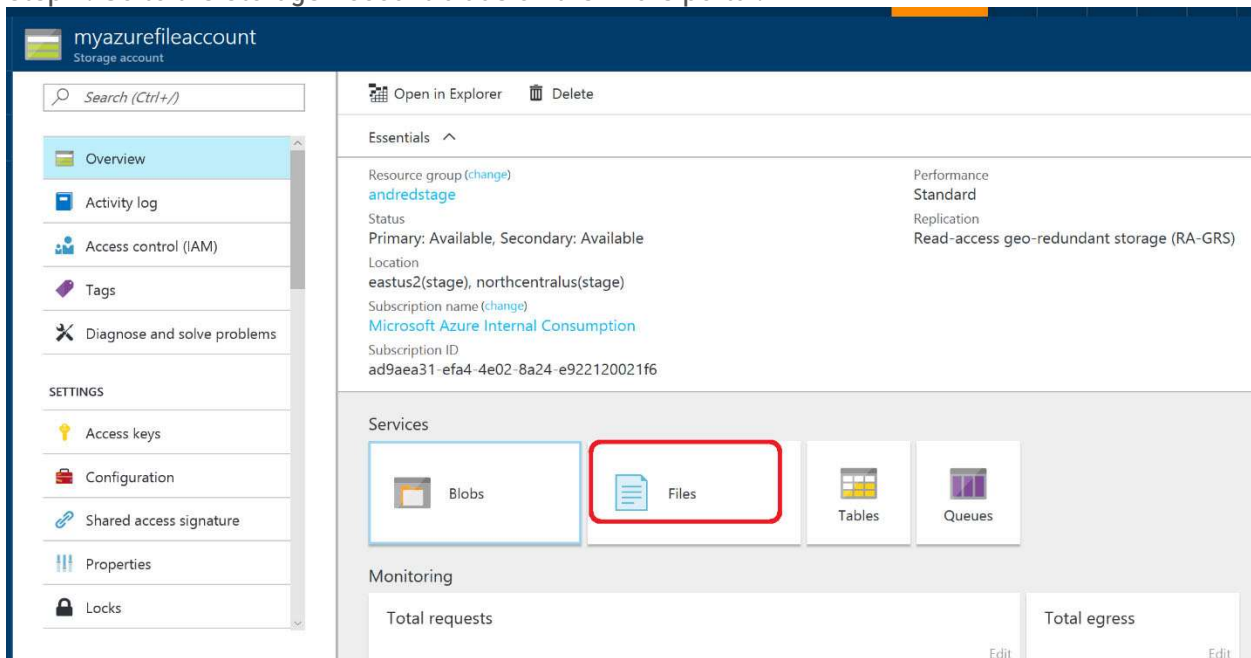 myazurefileaccount
Storage account
Search (Ctrl+/)
Overview
Activity log
Access control (IAM)
Tags
Diagnose and solve problems
SETTINGS
Access keys
Configuration
Shared access signature
Properties
Locks
Open in Explorer Delete
Essentials
Resource group (change)
andredstage
Status
Primary: Available, Secondary: Available
Location
eastus2(stage), northcentralus(stage)
Subscription name (change)
Microsoft Azure Internal Consumption
Subscription ID
ad9aea31-efa4-4e02-8a24-e922120021f6
Performance
Standard
Replication
Read-access geo-redundant storage (RA-GRS)
Services
Blobs
Files
Tables
Queues
Monitoring
Total requests
Edit
Total egress
Edit